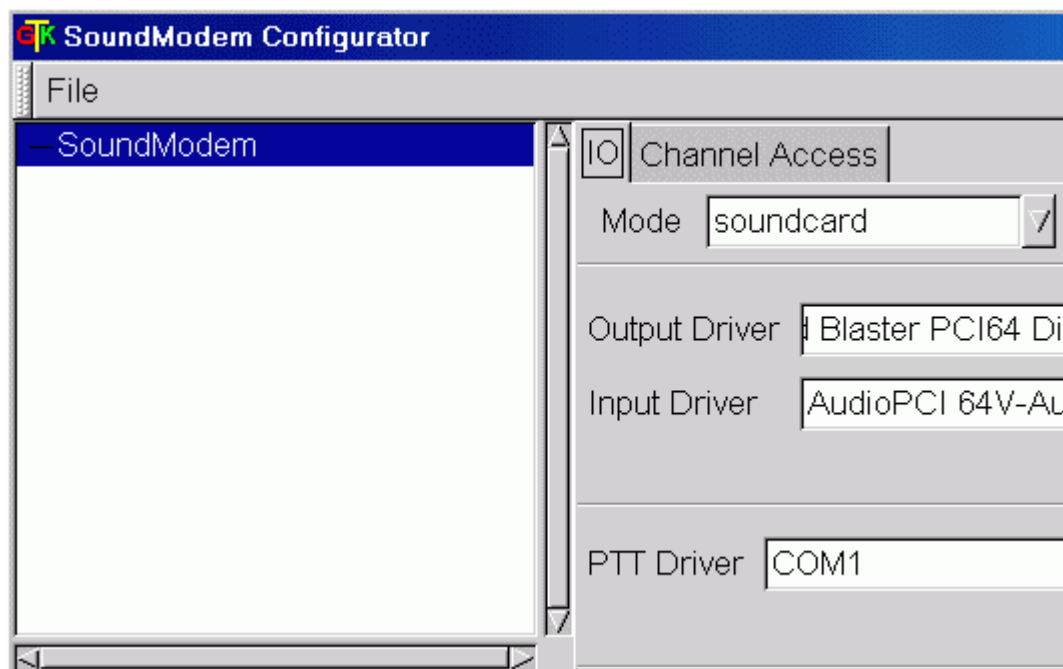 GTK SoundModem Configurator
File
SoundModem
IO Channel Access
Mode soundcard
Output Driver d Blaster PCI64 Di
Input Driver AudioPCI 64V-Au
PTT Driver COM1